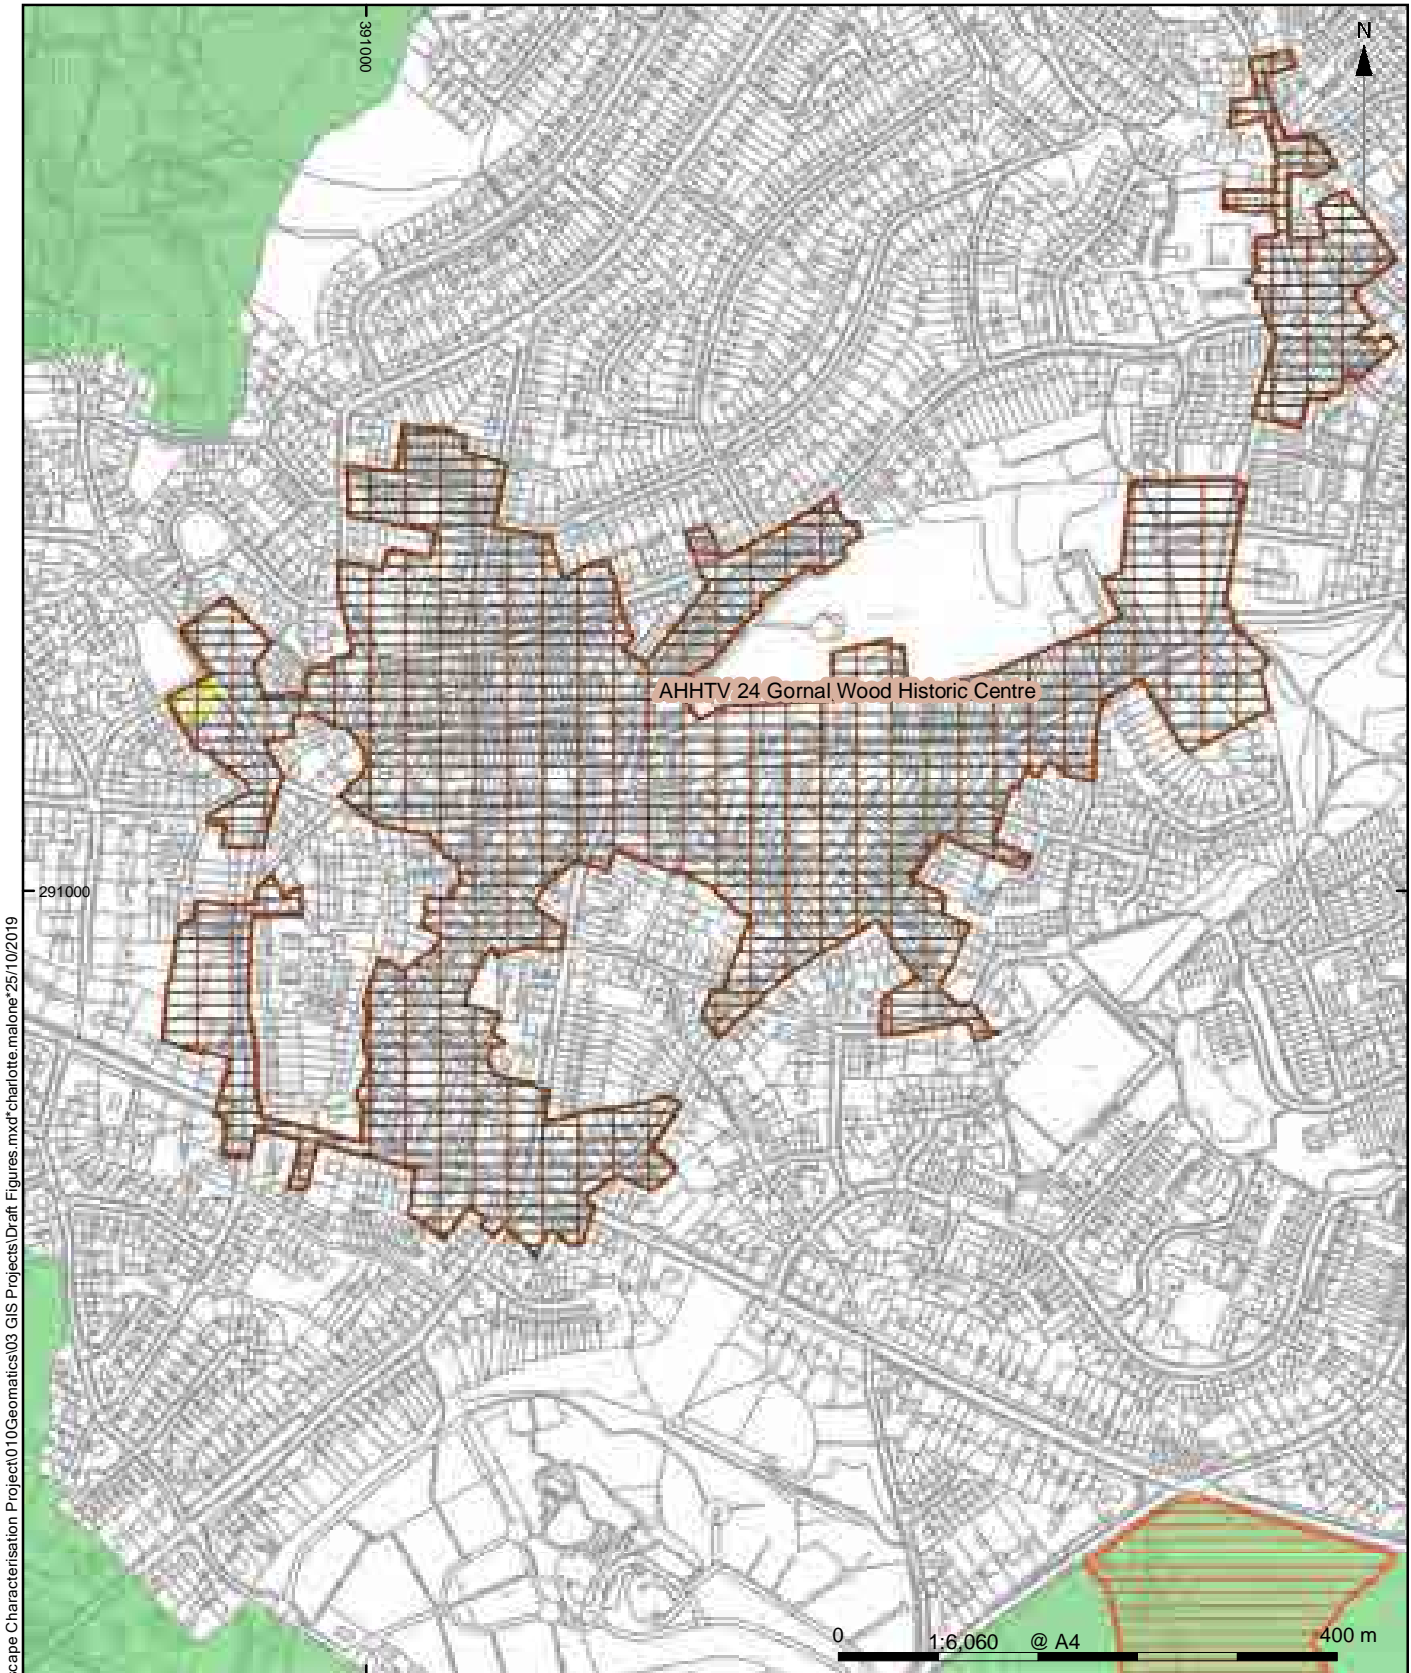 391000
N
AHHTV 24 Gornal Wood Historic Centre
291000
cape Characterisation Project\010Geomatics\03 GIS Projects\Draft Figures.mxd*charlotte.malone*25/10/2019
0
1:6,060 @ A4
400 m